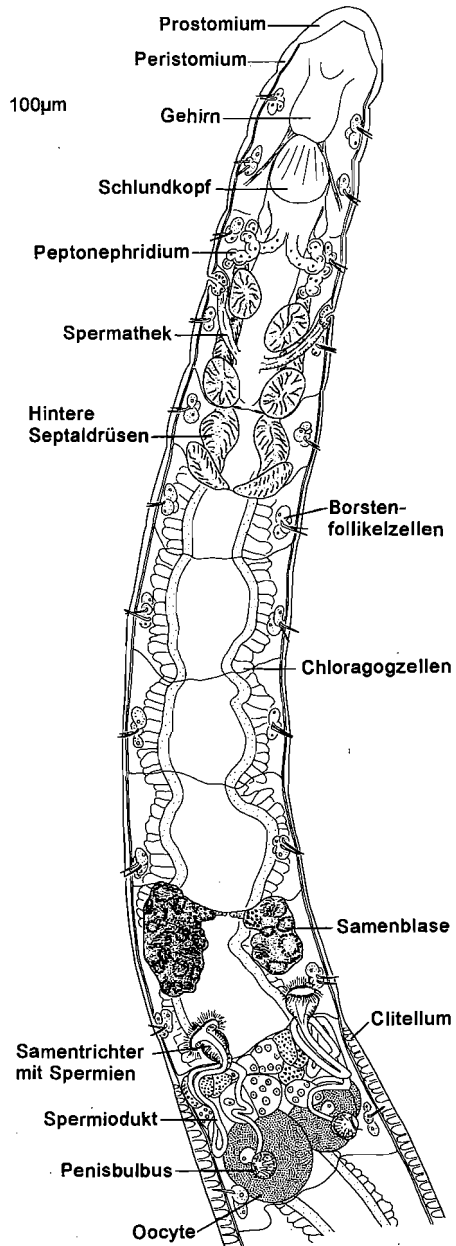 Prostomium
Peristomium
100µm
Gehirn
Schlundkopf
Peptonephridium
Spermathek
Hintere
Septaldrüsen
Borsten-
follikelzellen
Chloragogzellen
Samenblase
Clitellum
Samentrichter
mit Spermien
Spermiodukt
Penisbulbus
Oocyte